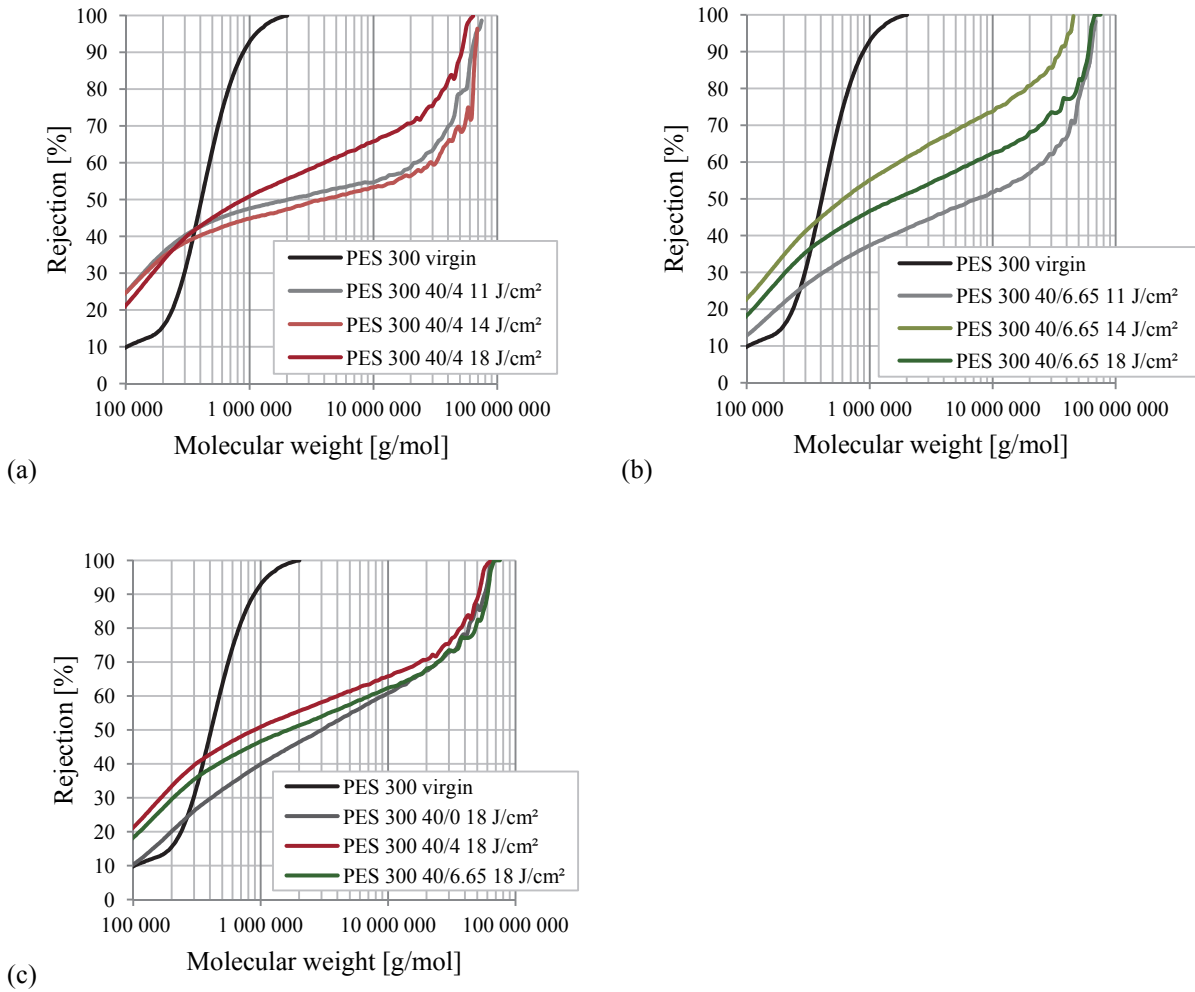 100
90
80
70
60
50
40
30
20
10
0
Rejection [%]
PES 300 virgin
PES 300 40/4 11 J/cm²
PES 300 40/4 14 J/cm²
PES 300 40/4 18 J/cm²
100 000 1 000 000 10 000 000 100 000 000
Molecular weight [g/mol]
(a)
100
90
80
70
60
50
40
30
20
10
0
Rejection [%]
PES 300 virgin
PES 300 40/6.65 11 J/cm²
PES 300 40/6.65 14 J/cm²
PES 300 40/6.65 18 J/cm²
100 000 1 000 000 10 000 000 100 000 000
Molecular weight [g/mol]
(b)
100
90
80
70
60
50
40
30
20
10
0
Rejection [%]
PES 300 virgin
PES 300 40/0 18 J/cm²
PES 300 40/4 18 J/cm²
PES 300 40/6.65 18 J/cm²
100 000 1 000 000 10 000 000 100 000 000
Molecular weight [g/mol]
(c)